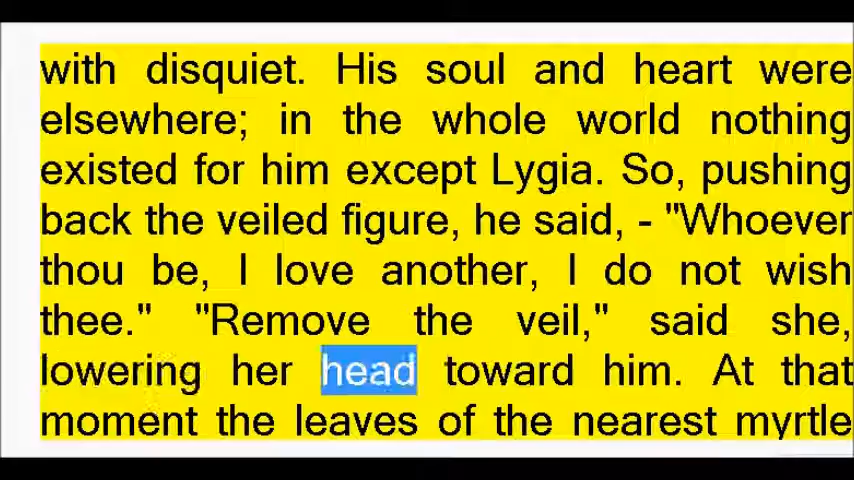 with disquiet. His soul and heart were
elsewhere; in the whole world nothing
existed for him except Lygia. So, pushing
back the veiled figure, he said, - "Whoever
thou be, I love another, I do not wish
thee." "Remove the veil," said she,
lowering her head toward him. At that
moment the leaves of the nearest myrtle